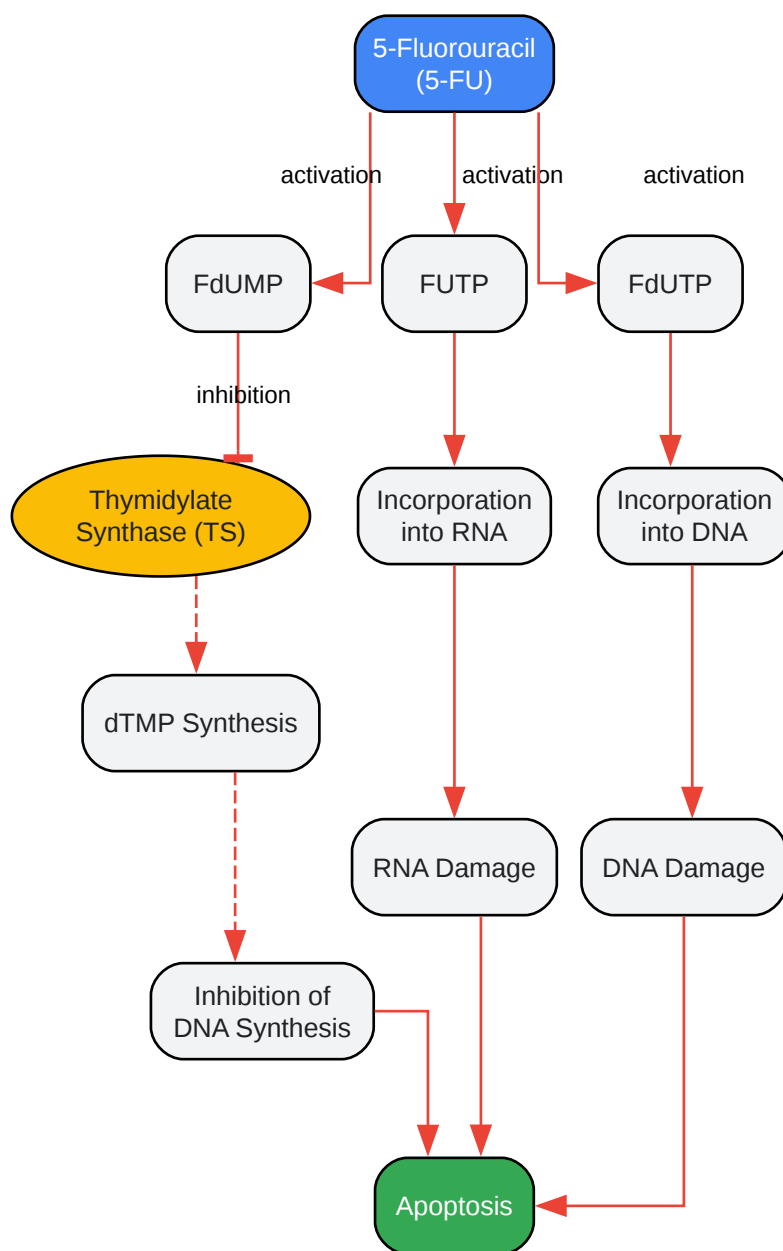 5-Fluorouracil
(5-FU)
activation
activation
activation
FdUMP
FUTP
FdUTP
inhibition
Thymidylate
Synthase (TS)
Incorporation
into RNA
Incorporation
into DNA
dTMP Synthesis
RNA Damage
DNA Damage
Inhibition of
DNA Synthesis
Apoptosis